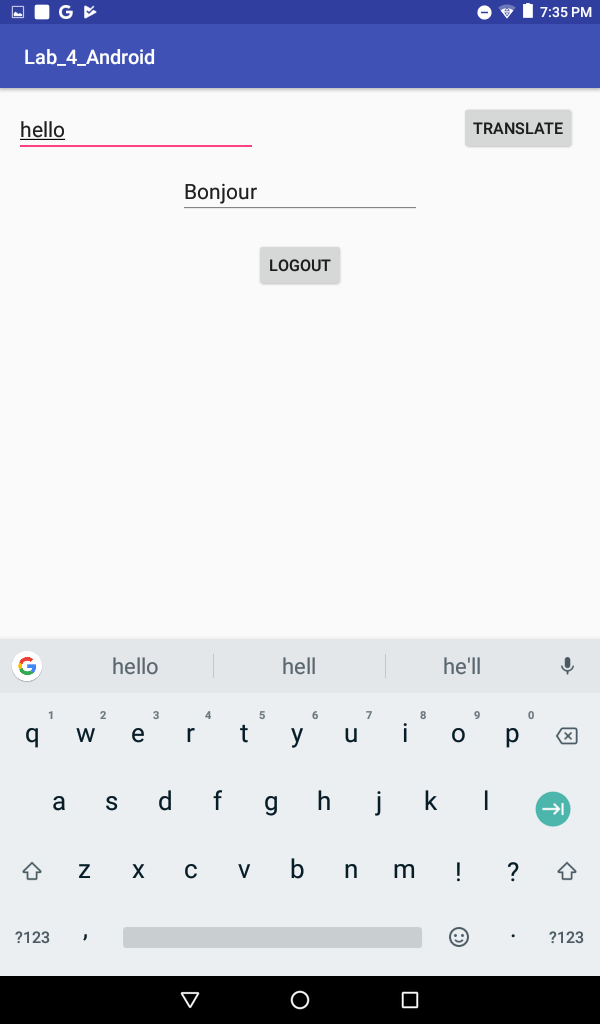 7:35 PM
Lab_4_Android
hello
TRANSLATE
Bonjour
LOGOUT
hello hell he'll
1 2 3 4 5 6 7 8 9 0
q w e r t y u i o p
a s d f g h j k l
z x c v b n m ! ?
?123 , . ?123